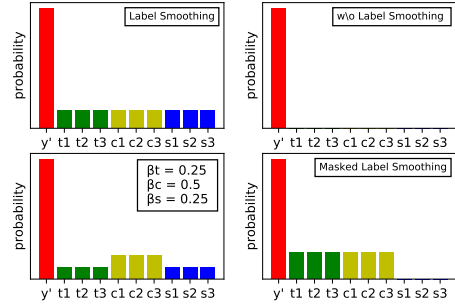 Label Smoothing
probability
y' t1 t2 t3 c1 c2 c3 s1 s2 s3
w\o Label Smoothing
probability
y' t1 t2 t3 c1 c2 c3 s1 s2 s3
βt = 0.25
βc = 0.5
βs = 0.25
probability
y' t1 t2 t3 c1 c2 c3 s1 s2 s3
Masked Label Smoothing
probability
y' t1 t2 t3 c1 c2 c3 s1 s2 s3